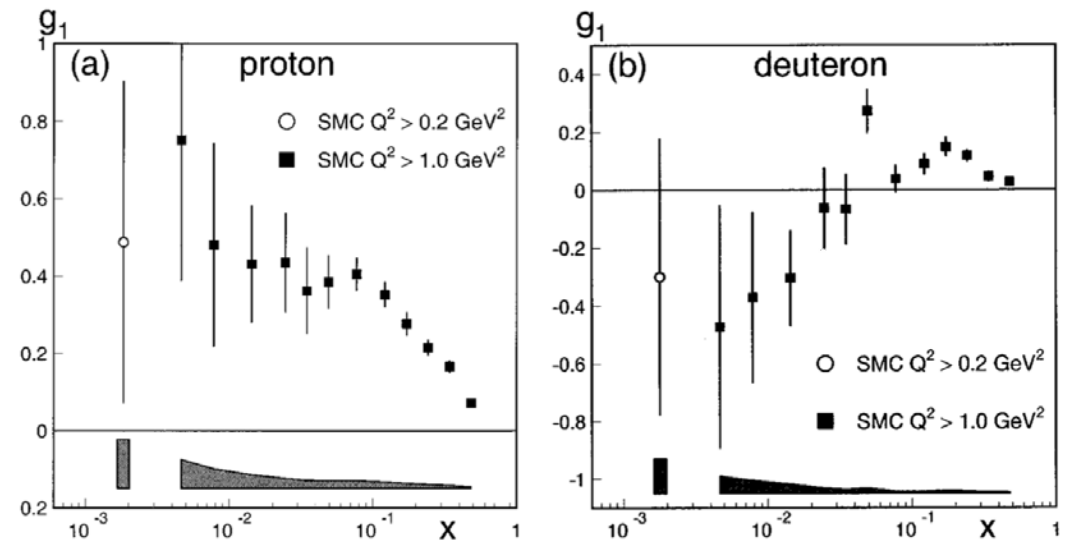 g₁
1
(a) proton
SMC Q² > 0.2 GeV²
SMC Q² > 1.0 GeV²
0.8
0.6
0.4
0.2
0
0.2
10⁻³
10⁻²
10⁻¹
X
1
g₁
(b) deuteron
0.4
0.2
0
-0.2
-0.4
-0.6
SMC Q² > 0.2 GeV²
-0.8
SMC Q² > 1.0 GeV²
-1
10⁻³
10⁻²
10⁻¹
X
1